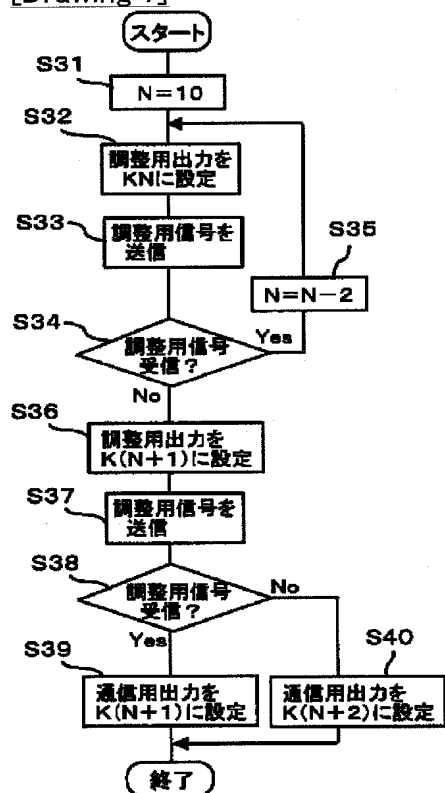 スタート
S31
N=10
S32
調整用出力を
KNに設定
S33
調整用信号を
送信
S35
N=N-2
S34
調整用信号
受信?
Yes
No
S36
調整用出力を
K(N+1)に設定
S37
調整用信号を
送信
S38
調整用信号
受信?
No
Yes
S39
通信用出力を
K(N+1)に設定
S40
通信用出力を
K(N+2)に設定
終了